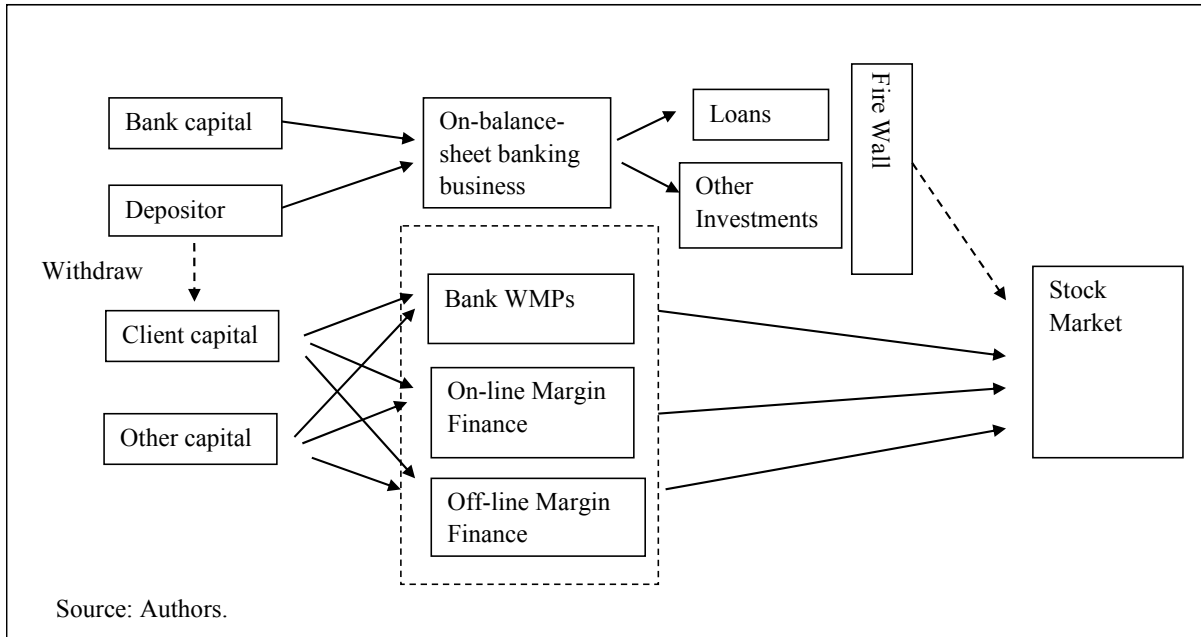 Bank capital
Depositor
Withdraw
Client capital
Other capital
On-balance-
sheet banking
business
Loans
Other
Investments
Fire Wall
Bank WMPs
On-line Margin
Finance
Off-line Margin
Finance
Stock
Market
Source: Authors.